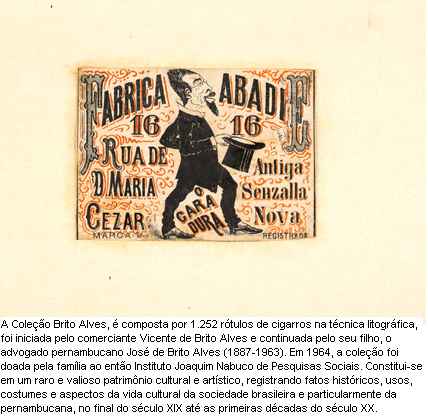 FABRICA ABADIE
16 16
RUA DE
D MARIA
CEZAR
Antiga
Senzalla
Nova
O
CARA
DURA
MARCA REGISTRADA
A Coleção Brito Alves, é composta por 1.252 rótulos de cigarros na técnica litográfica,
foi iniciada pelo comerciante Vicente de Brito Alves e continuada pelo seu filho, o
advogado pernambucano José de Brito Alves (1887-1963). Em 1964, a coleção foi
doada pela família ao então Instituto Joaquim Nabuco de Pesquisas Sociais. Constitui-se
em um raro e valioso patrimônio cultural e artístico, registrando fatos históricos, usos,
costumes e aspectos da vida cultural da sociedade brasileira e particularmente da
pernambucana, no final do século XIX até as primeiras décadas do século XX.